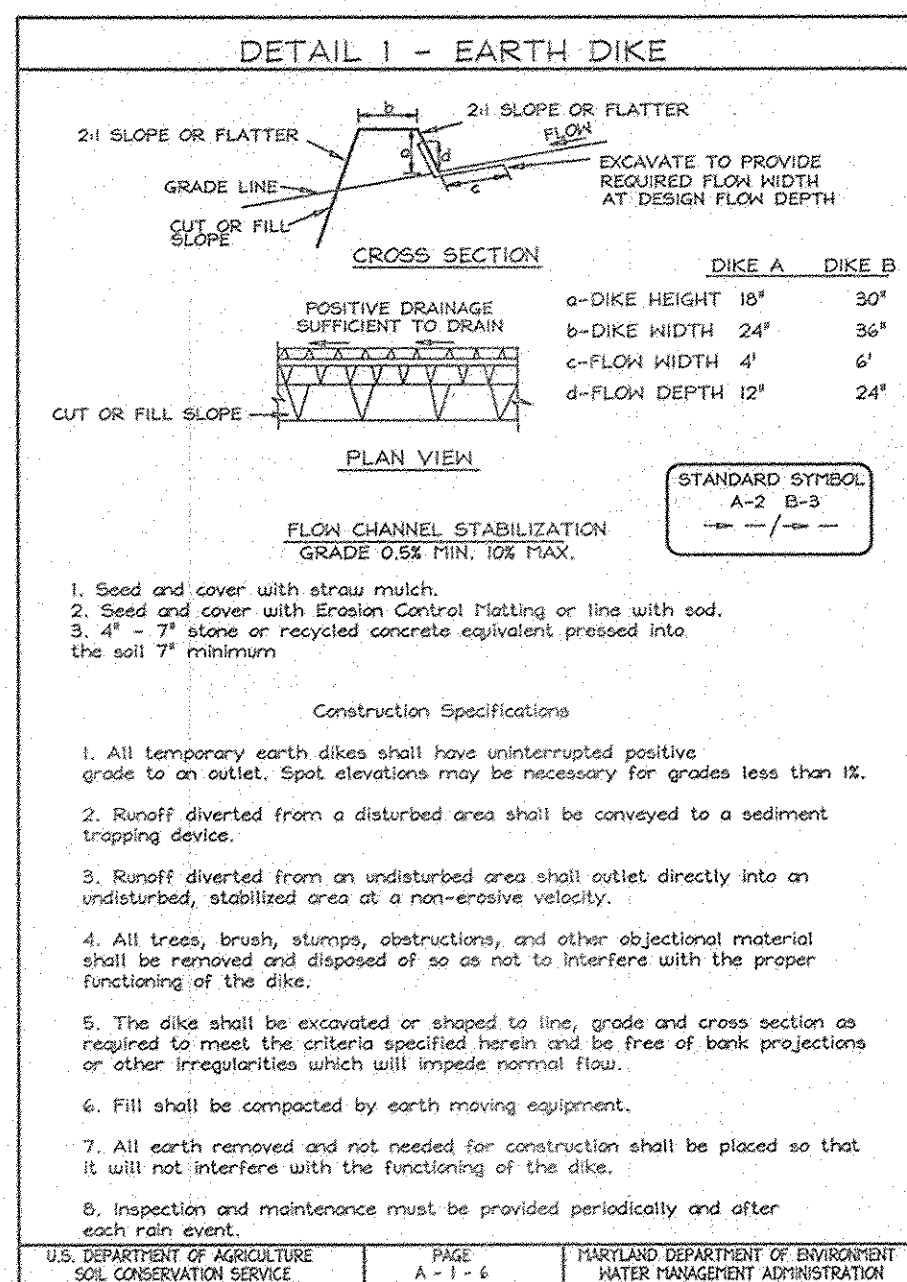 DETAIL 1 - EARTH DIKE
b
2:1 SLOPE OR FLATTER
2:1 SLOPE OR FLATTER
FLOW
a
d
c
EXCAVATE TO PROVIDE
REQUIRED FLOW WIDTH
AT DESIGN FLOW DEPTH
GRADE LINE
CUT OR FILL
SLOPE
CROSS SECTION
DIKE A DIKE B
a-DIKE HEIGHT 18" 30"
b-DIKE WIDTH 24" 36"
c-FLOW WIDTH 4' 6'
d-FLOW DEPTH 12" 24"
POSITIVE DRAINAGE
SUFFICIENT TO DRAIN
CUT OR FILL SLOPE
PLAN VIEW
STANDARD SYMBOL
A-2 B-3
FLOW CHANNEL STABILIZATION
GRADE 0.5% MIN. 10% MAX.
1. Seed and cover with straw mulch.
2. Seed and cover with Erosion Control Matting or line with sod.
3. 4" - 7" stone or recycled concrete equivalent pressed into
the soil 7" minimum
Construction Specifications
1. All temporary earth dikes shall have uninterrupted positive
grade to an outlet. Spot elevations may be necessary for grades less than 1%.
2. Runoff diverted from a disturbed area shall be conveyed to a sediment
trapping device.
3. Runoff diverted from an undisturbed area shall outlet directly into an
undisturbed, stabilized area at a non-erosive velocity.
4. All trees, brush, stumps, obstructions, and other objectional material
shall be removed and disposed of so as not to interfere with the proper
functioning of the dike.
5. The dike shall be excavated or shaped to line, grade and cross section as
required to meet the criteria specified herein and be free of bank projections
or other irregularities which will impede normal flow.
6. Fill shall be compacted by earth moving equipment.
7. All earth removed and not needed for construction shall be placed so that
it will not interfere with the functioning of the dike.
8. Inspection and maintenance must be provided periodically and after
each rain event.
U.S. DEPARTMENT OF AGRICULTURE
SOIL CONSERVATION SERVICE
PAGE
A - 1 - 6
MARYLAND DEPARTMENT OF ENVIRONMENT
WATER MANAGEMENT ADMINISTRATION